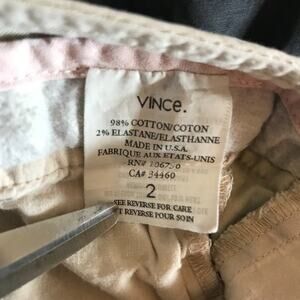 VINCE.
98% COTTON/COTON
2% ELASTANE/ELASTHANNE
MADE IN U.S.A.
FABRIQUE AUX ETATS-UNIS
RN#
CA# 34460
2
SEE REVERSE FOR CARE
REVERSE POUR SOIN